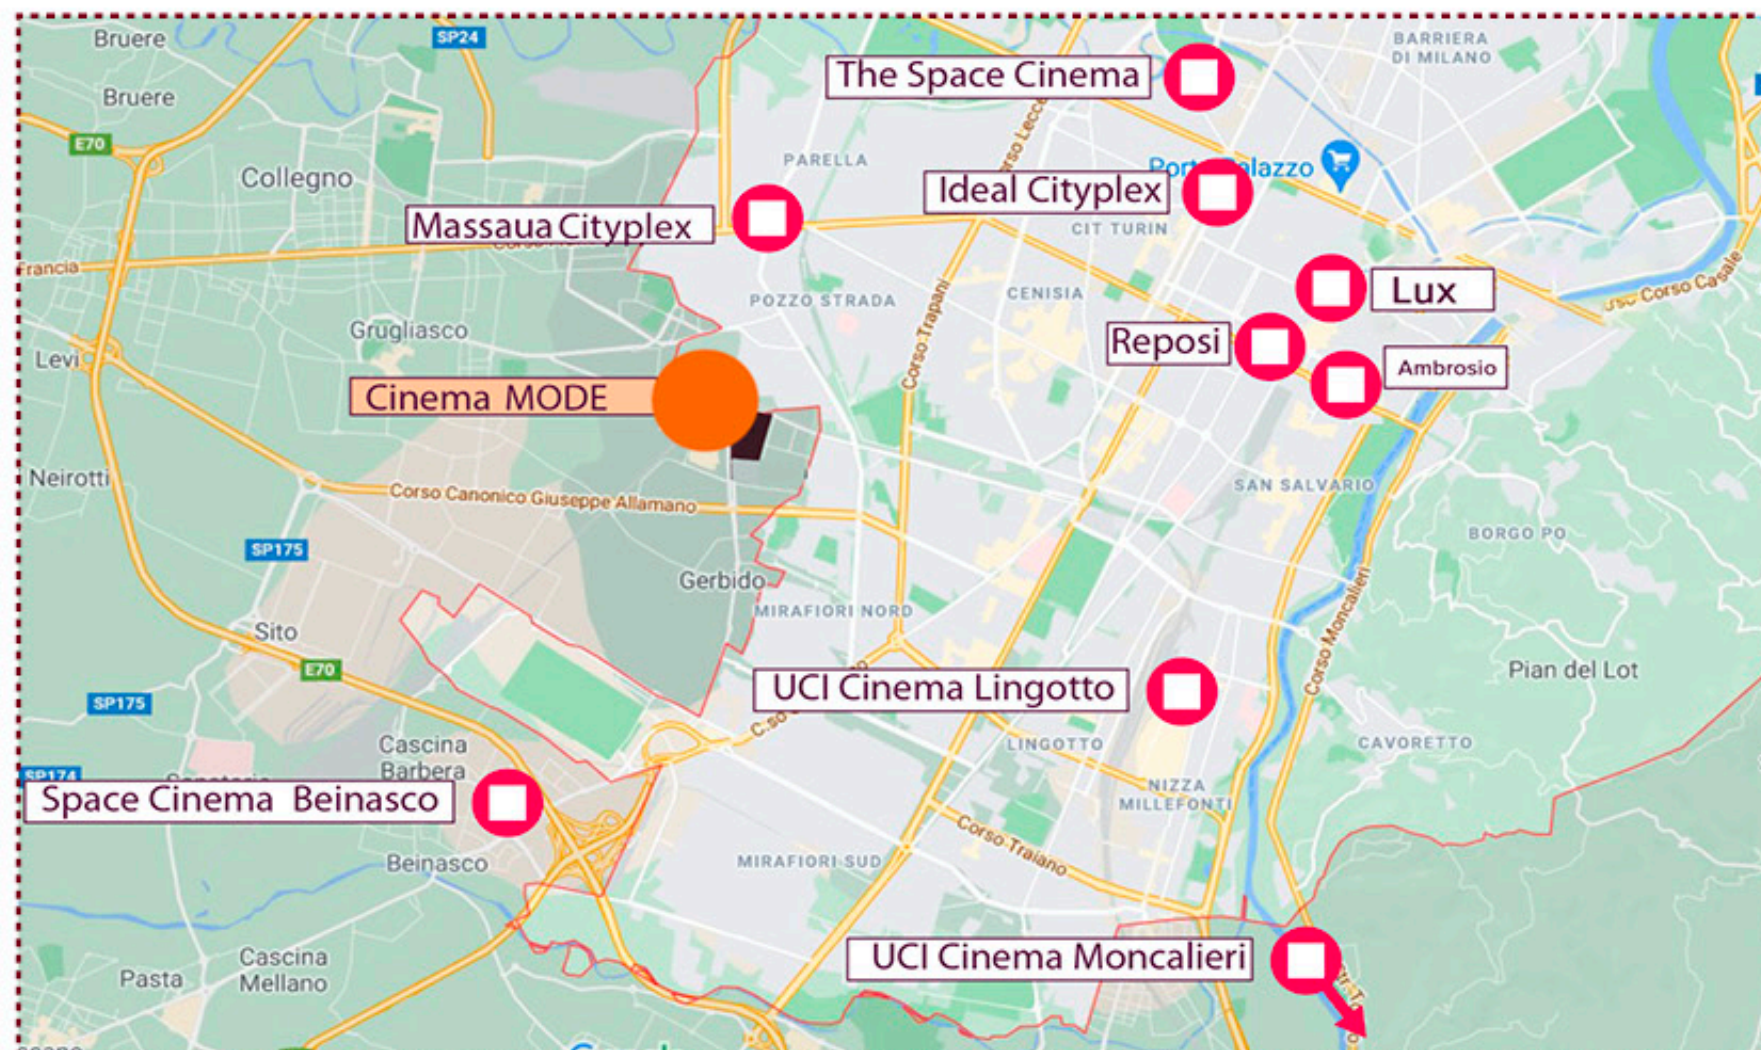 Bruere
SP24
BARRIERA
DI MILANO
The Space Cinema
Bruere
E70
PARELLA
Collegno
Ideal Cityplex
Massaua Cityplex
CIT TURIN
Francia
POZZO STRADA
CENISIA
Lux
Corso Casale
Grugliasco
Corso Trapani
Reposi
Levi
Ambrosio
Cinema MODE
Neirotti
Corso Canonico Giuseppe Allamano
SAN SALVARIO
BORGO PO
SP175
Gerbido
MIRAFIORI NORD
Sito
Corso Moncalieri
E70
Pian del Lot
UCI Cinema Lingotto
SP175
C.so
Cascina
Barbera
LINGOTTO
CAVORETTO
SP174
NIZZA
MILLEFONTI
Space Cinema Beinasco
Corso Traiano
Beinasco
MIRAFIORI SUD
UCI Cinema Moncalieri
Cascina
Mellano
Pasta